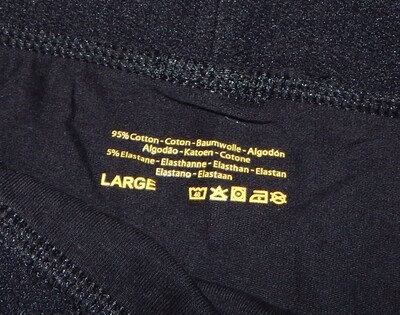 95% Cotton - Coton - Baumwolle - Algodón
Algodão - Katoen - Cotone
5% Elastane - Elasthanne - Elasthan - Elastan
Elastano - Elastaan
LARGE